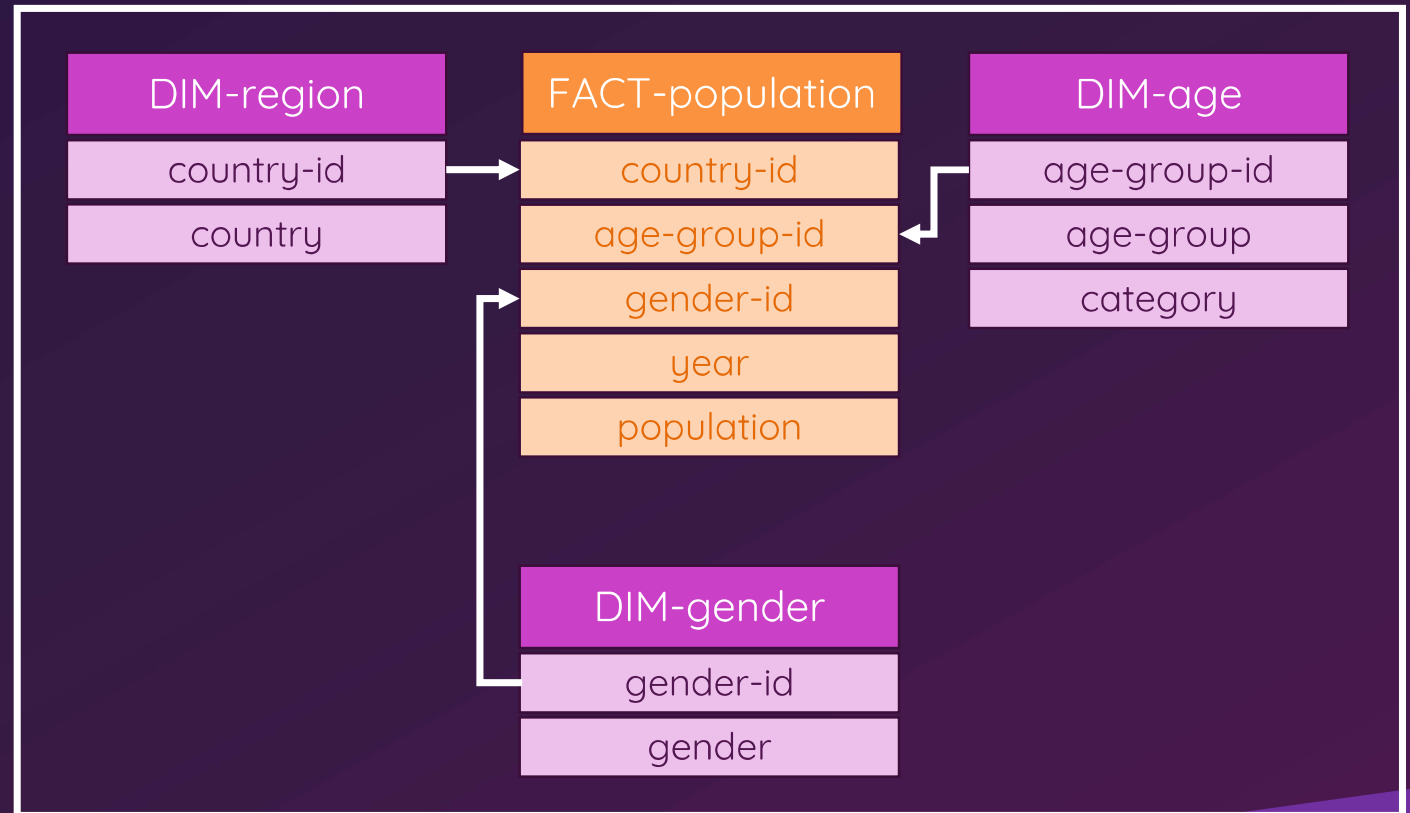 DIM-region
country-id
country
FACT-population
country-id
age-group-id
gender-id
year
population
DIM-age
age-group-id
age-group
category
DIM-gender
gender-id
gender